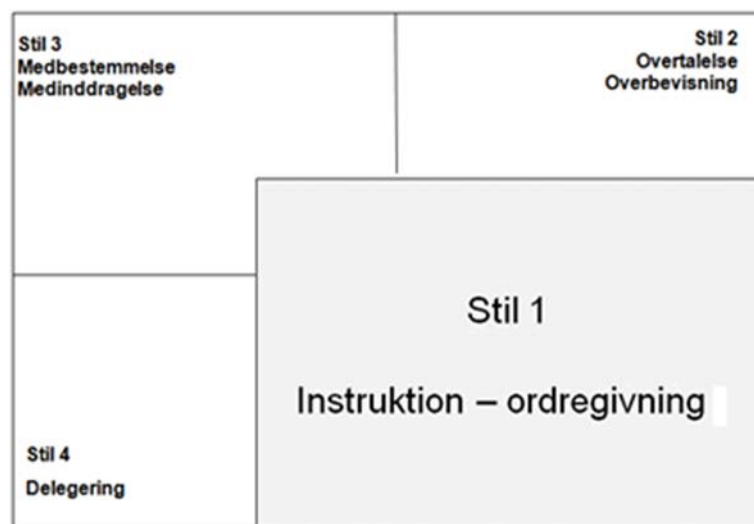 Stil 3
Medbestemmelse
Medinddragelse
Stil 2
Overtalelse
Overbevisning
Stil 1
Instruktion – ordregivning
Stil 4
Delegering